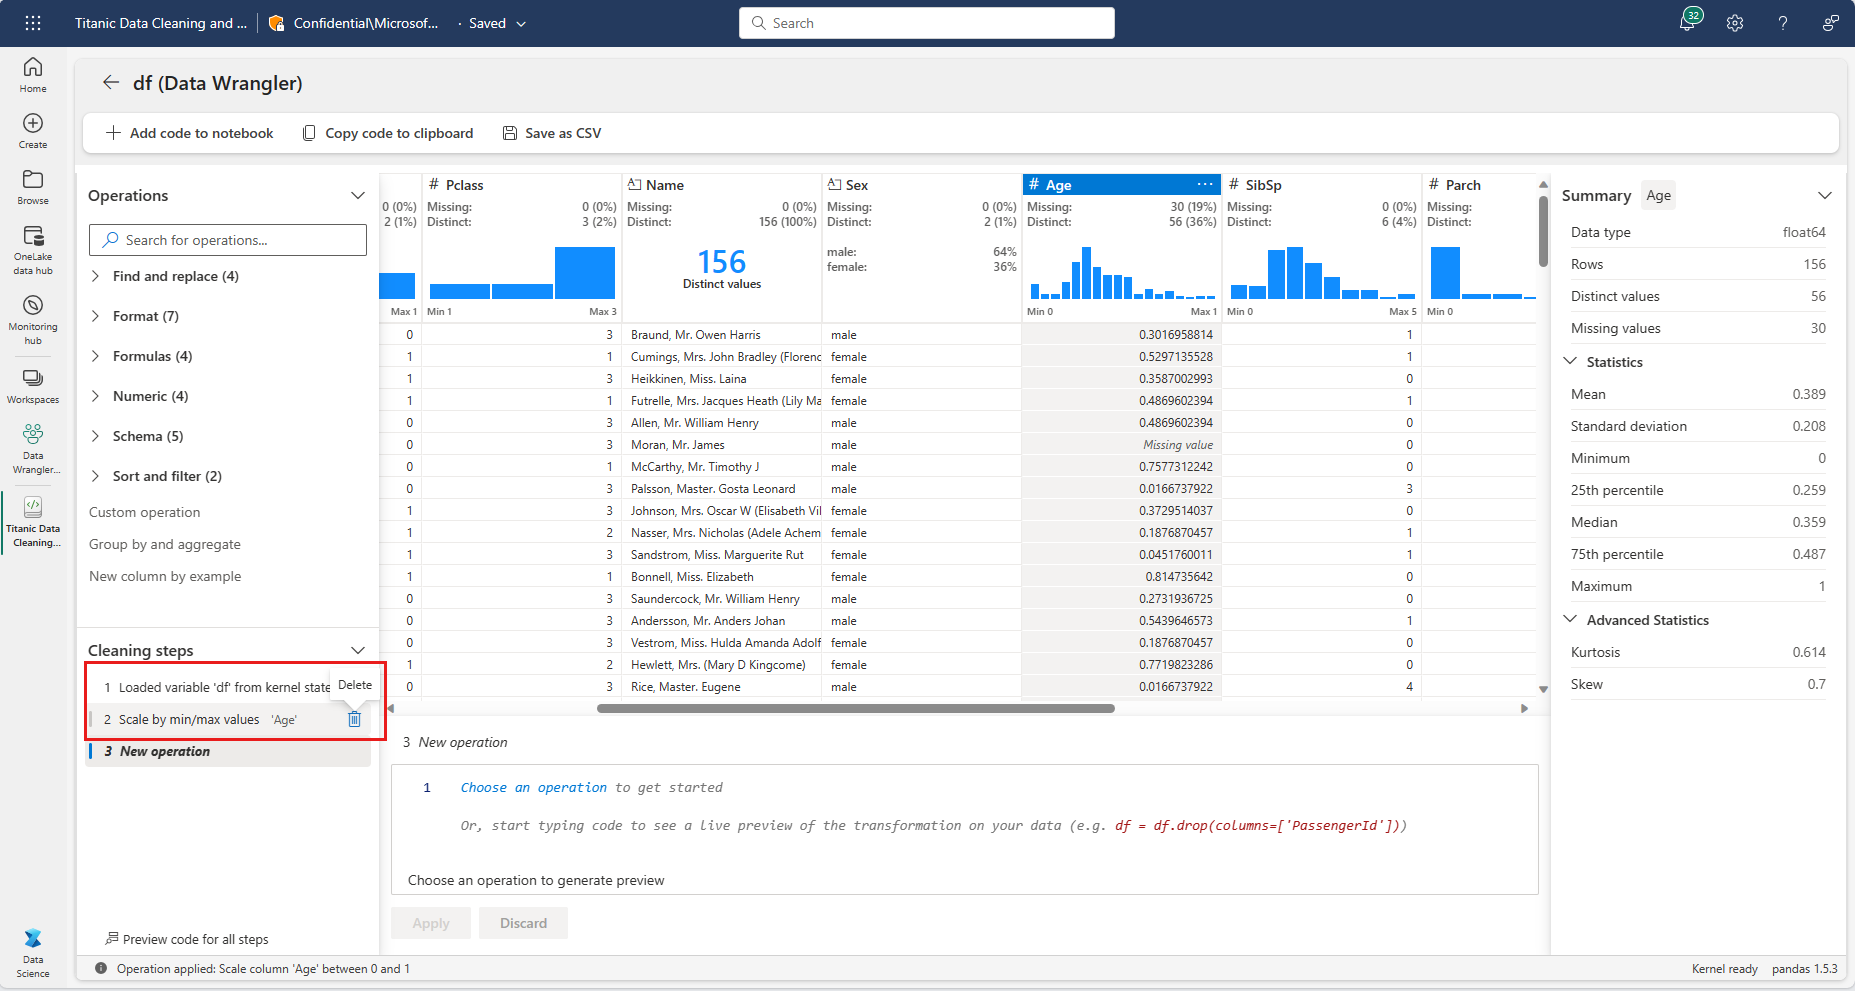 Titanic Data Cleaning and ...
Confidential\Microsof...
· Saved
Search
32
?
Home
Create
Browse
OneLake
data hub
Monitoring
hub
Workspaces
Data
Wrangler...
Titanic Data
Cleaning...
Data
Science
df (Data Wrangler)
Add code to notebook
Copy code to clipboard
Save as CSV
Operations
Search for operations...
Find and replace (4)
Format (7)
Formulas (4)
Numeric (4)
Schema (5)
Sort and filter (2)
Custom operation
Group by and aggregate
New column by example
Cleaning steps
1 Loaded variable 'df' from kernel state
Delete
2 Scale by min/max values 'Age'
3 New operation
Preview code for all steps
# Pclass Name Sex # Age ... # SibSp # Parch
0 (0%) Missing: 0 (0%) Missing: 0 (0%) Missing: 0 (0%) Missing: 30 (19%) Missing: 0 (0%) Missing:
2 (1%) Distinct: 3 (2%) Distinct: 156 (100%) Distinct: 2 (1%) Distinct: 56 (36%) Distinct: 6 (4%) Distinct:
156
Distinct values
male: 64%
female: 36%
Max 1 Min 1 Max 3 Min 0 Max 1 Min 0 Max 5 Min 0
0 3 Braund, Mr. Owen Harris male 0.3016958814 1
1 1 Cumings, Mrs. John Bradley (Florenc female 0.5297135528 1
1 3 Heikkinen, Miss. Laina female 0.3587002993 0
1 1 Futrelle, Mrs. Jacques Heath (Lily Ma female 0.4869602394 1
0 3 Allen, Mr. William Henry male 0.4869602394 0
0 3 Moran, Mr. James male Missing value 0
0 1 McCarthy, Mr. Timothy J male 0.7577312242 0
0 3 Palsson, Master. Gosta Leonard male 0.0166737922 3
1 3 Johnson, Mrs. Oscar W (Elisabeth Vil female 0.3729514037 0
1 2 Nasser, Mrs. Nicholas (Adele Achem female 0.1876870457 1
1 3 Sandstrom, Miss. Marguerite Rut female 0.0451760011 1
1 1 Bonnell, Miss. Elizabeth female 0.814735642 0
0 3 Saundercock, Mr. William Henry male 0.2731936725 0
0 3 Andersson, Mr. Anders Johan male 0.5439646573 1
0 3 Vestrom, Miss. Hulda Amanda Adolf female 0.1876870457 0
1 2 Hewlett, Mrs. (Mary D Kingcome) female 0.7719823286 0
0 3 Rice, Master. Eugene male 0.0166737922 4
3 New operation
1 Choose an operation to get started
Or, start typing code to see a live preview of the transformation on your data (e.g. df = df.drop(columns=['PassengerId']))
Choose an operation to generate preview
Apply
Discard
Summary Age
Data type float64
Rows 156
Distinct values 56
Missing values 30
Statistics
Mean 0.389
Standard deviation 0.208
Minimum 0
25th percentile 0.259
Median 0.359
75th percentile 0.487
Maximum 1
Advanced Statistics
Kurtosis 0.614
Skew 0.7
Operation applied: Scale column 'Age' between 0 and 1
Kernel ready
pandas 1.5.3